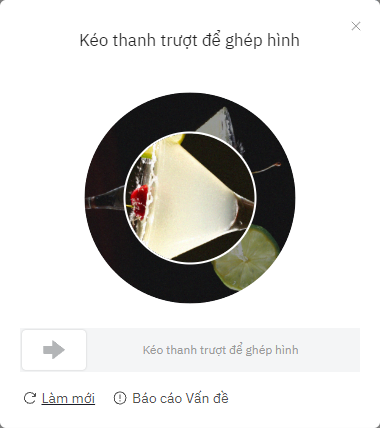 Kéo thanh trượt để ghép hình
Kéo thanh trượt để ghép hình
Làm mới Báo cáo Vấn đề